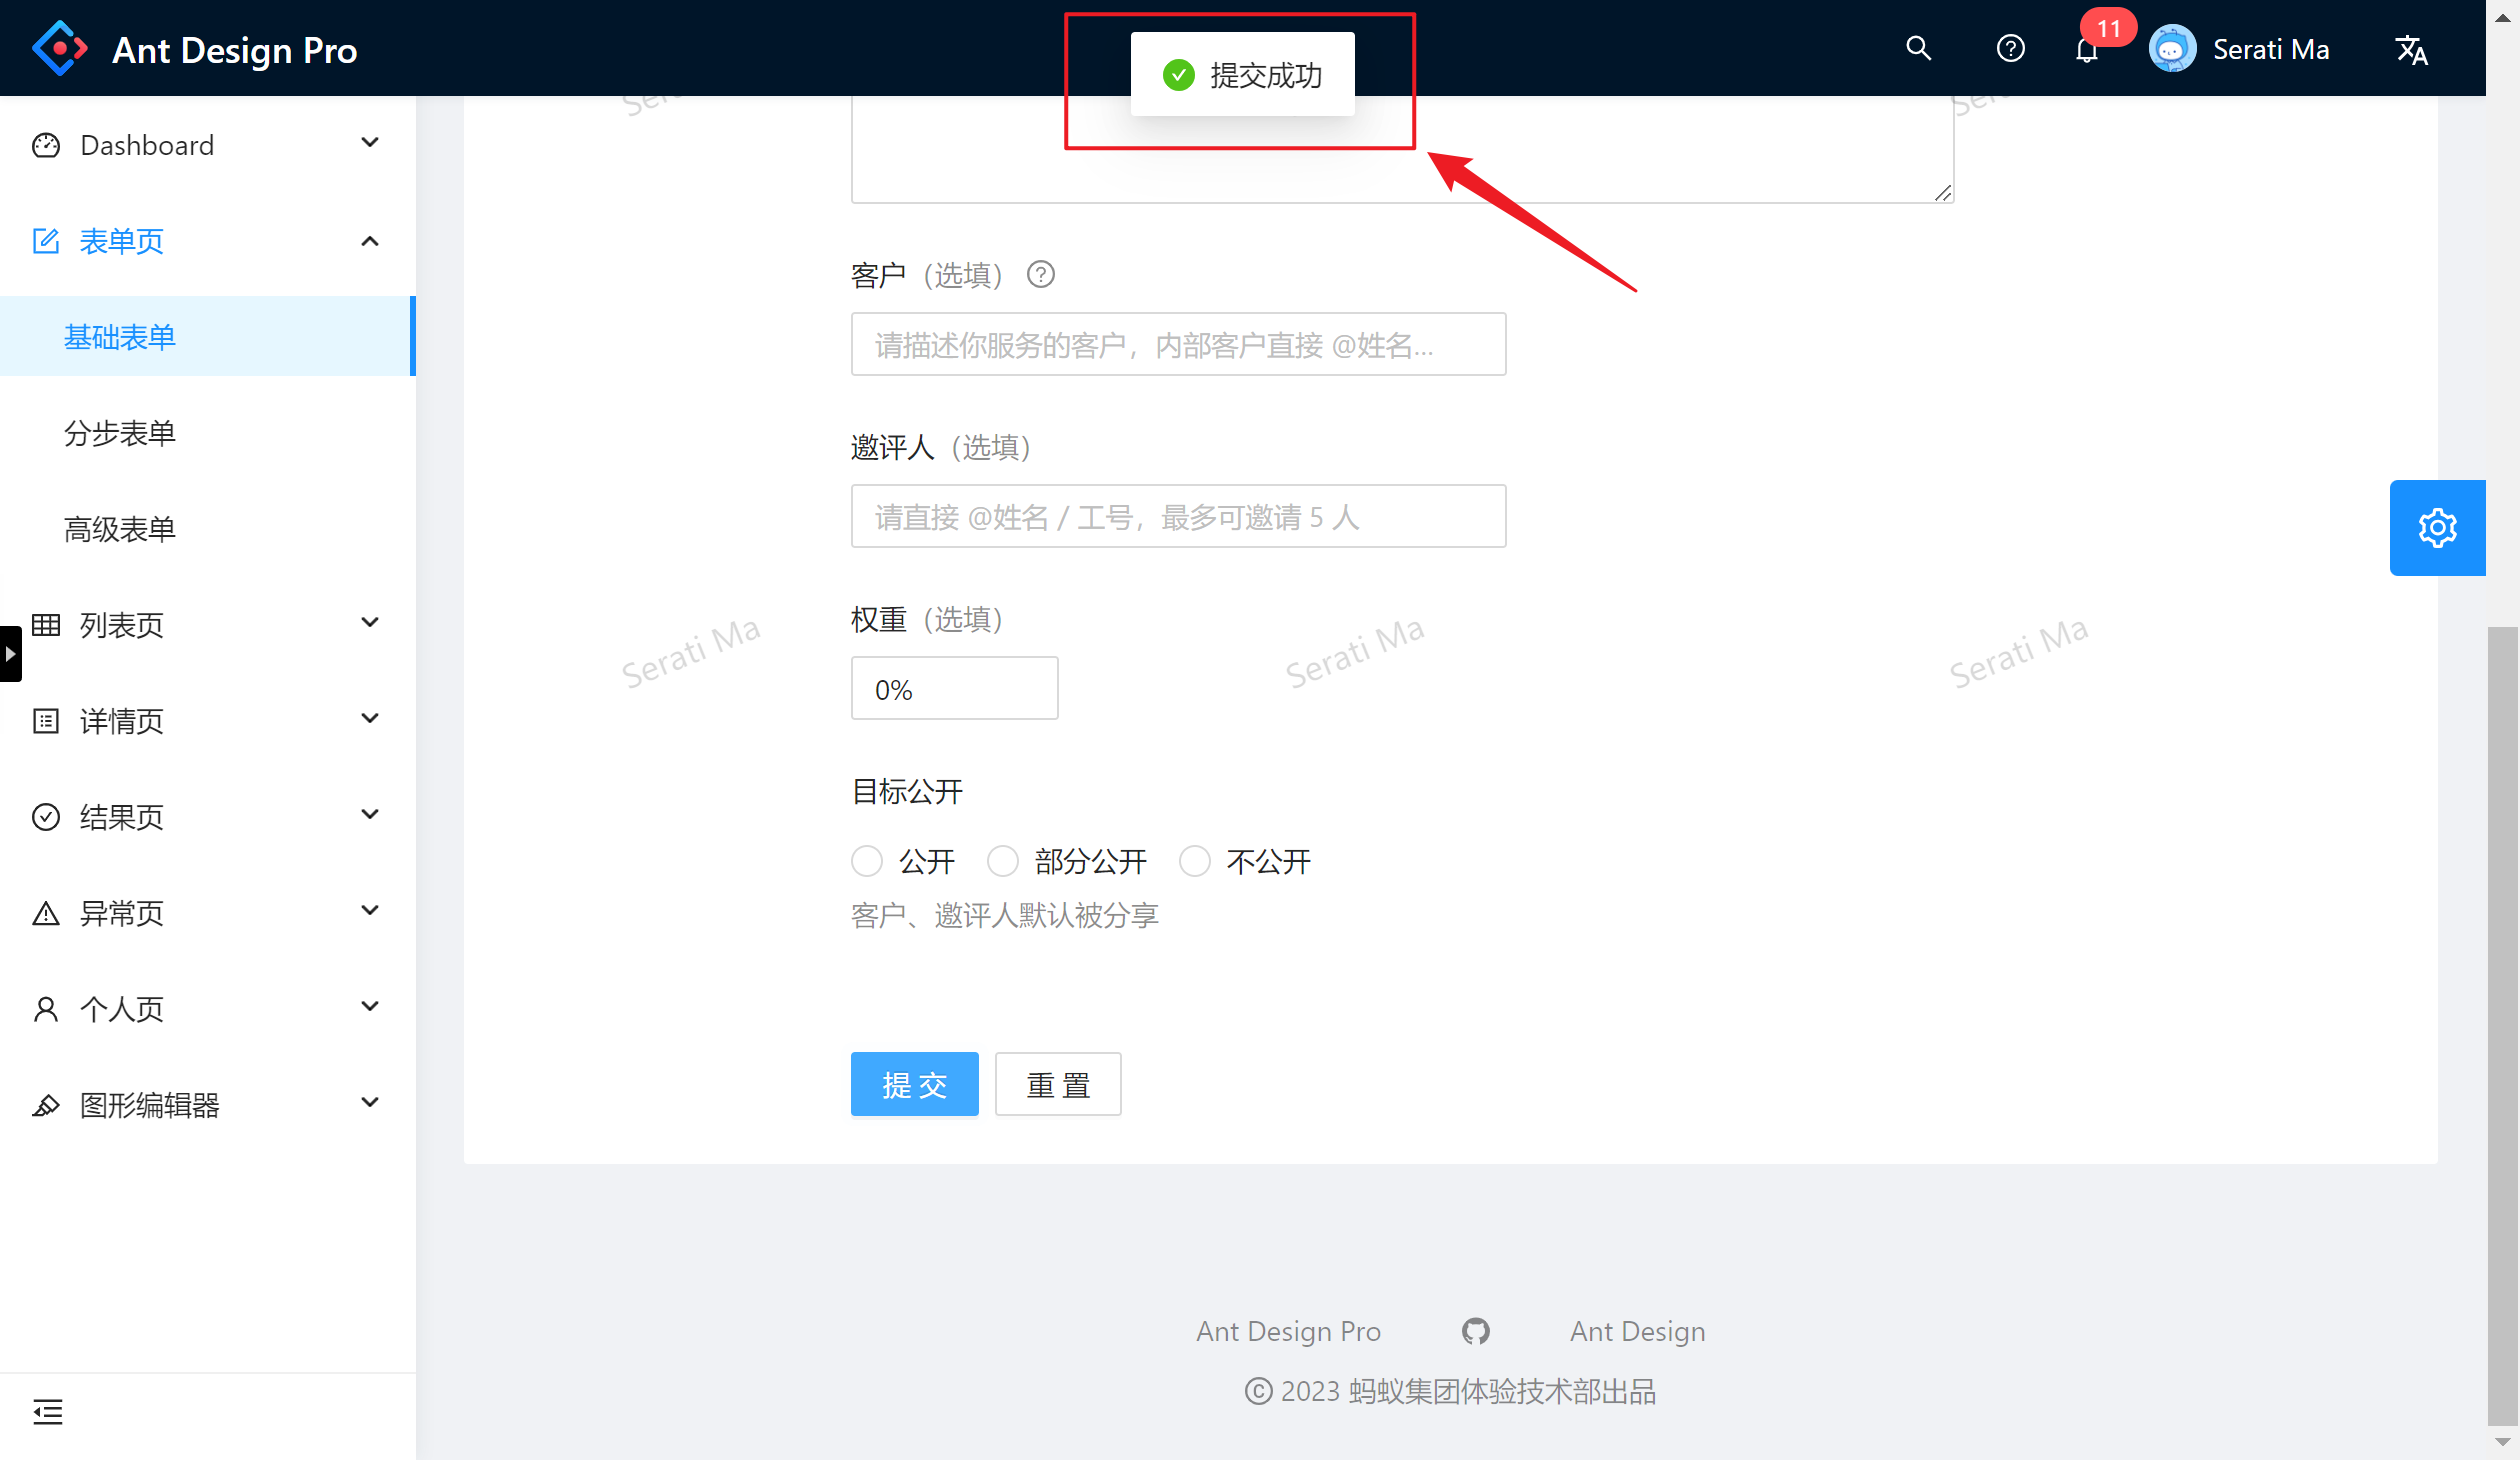 Ant Design Pro
提交成功
11
Serati Ma
Dashboard
表单页
基础表单
分步表单
高级表单
列表页
详情页
结果页
异常页
个人页
图形编辑器
客户（选填）
请描述你服务的客户，内部客户直接 @姓名...
邀评人（选填）
请直接 @姓名 / 工号，最多可邀请 5 人
权重（选填）
Serati Ma
Serati Ma
Serati Ma
0%
目标公开
公开 部分公开 不公开
客户、邀评人默认被分享
提 交 重 置
Ant Design Pro Ant Design
© 2023 蚂蚁集团体验技术部出品